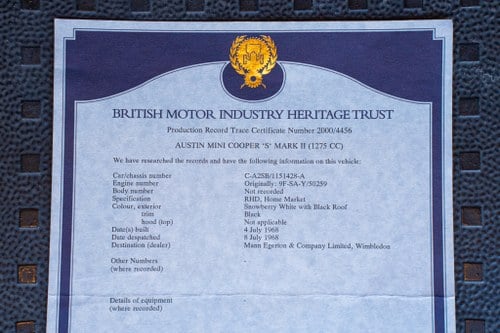 BRITISH MOTOR INDUSTRY HERITAGE TRUST
Production Record Trace Certificate Number 2000/4456
AUSTIN MINI COOPER 'S' MARK II (1275 CC)
We have researched the records and have the following information on this vehicle:
Car/chassis number C-A2SB/1151428-A
Engine number Originally: 9F-SA-Y/50259
Body number Not recorded
Specification RHD, Home Market
Colour, exterior Snowberry White with Black Roof
trim Black
hood (top) Not applicable
Date(s) built 4 July 1968
Date despatched 8 July 1968
Destination (dealer) Mann Egerton & Company Limited, Wimbledon
Other Numbers -
(where recorded)
Details of equipment -
(where recorded)